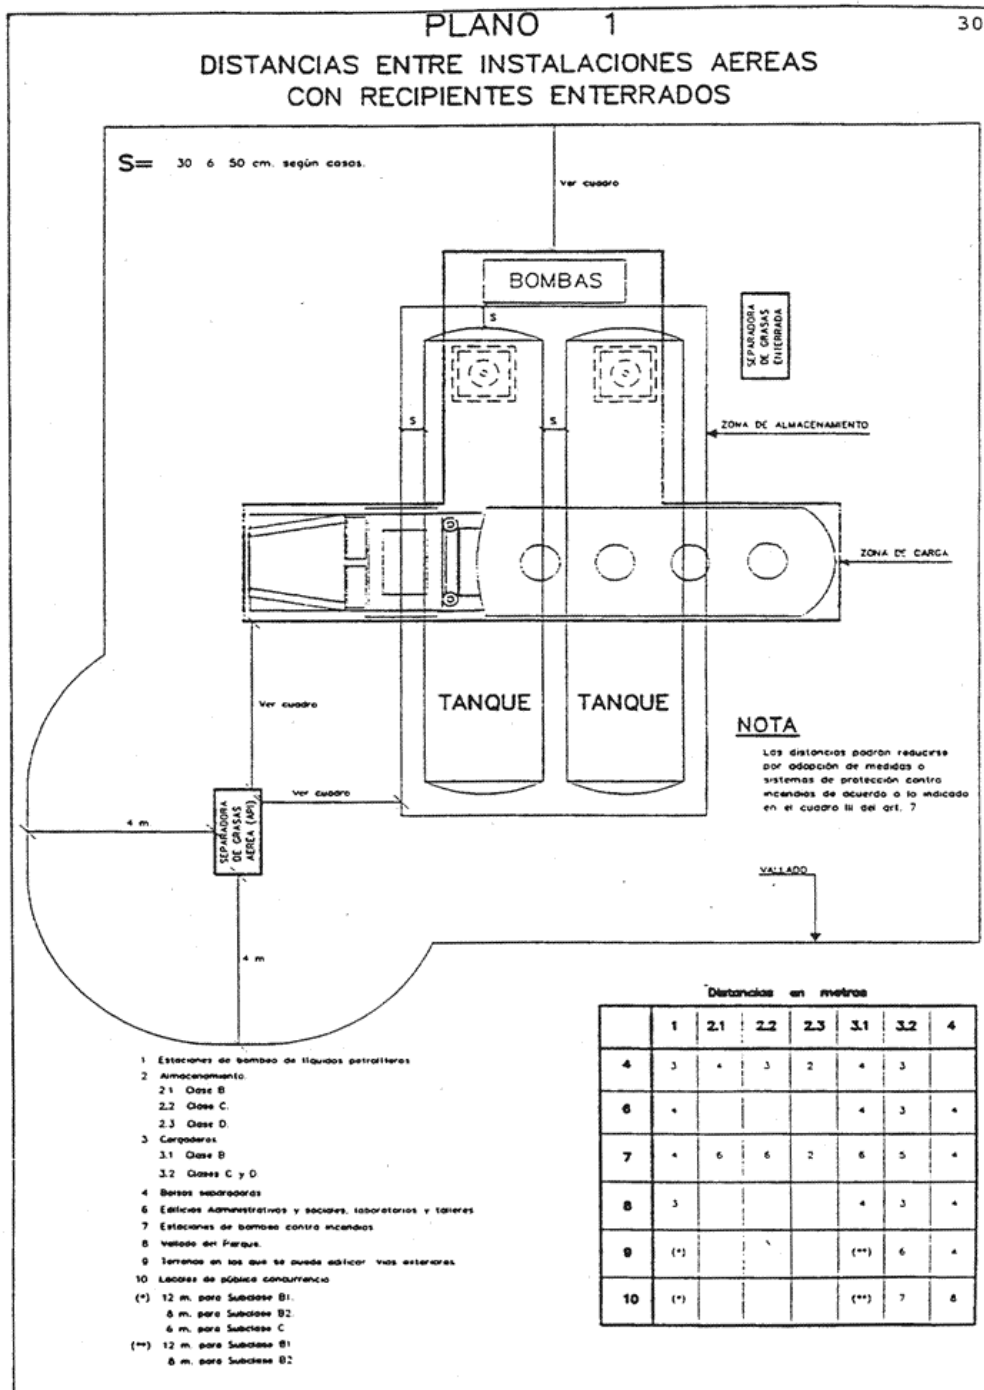 PLANO 1
30
DISTANCIAS ENTRE INSTALACIONES AEREAS
CON RECIPIENTES ENTERRADOS
S= 30 6 50 cm. según casos.
Ver cuadro
BOMBAS
SEPARADORA
DE GRASAS
ENTERRADA
S
S
S
ZONA DE ALMACENAMIENTO
ZONA DE CARGA
Ver cuadro
TANQUE
TANQUE
NOTA
Las distancias podrán reducirse
por adopción de medidas o
sistemas de protección contra
incendios de acuerdo a lo indicado
en el cuadro III del art. 7
Ver cuadro
4 m
SEPARADORA
DE GRASAS
AEREA (API)
VALLADO
4 m
Distancias en metros
1 2.1 2.2 2.3 3.1 3.2 4
4 3 4 3 2 4 3
6 4 4 3 4
7 4 6 6 2 6 5 4
8 3 4 3 4
9 (*) (**) 6 4
10 (*) (**) 7 8
1 Estaciones de bombeo de líquidos petrolíferos
2 Almacenamiento.
2.1 Clase B
2.2 Clase C.
2.3 Clase D.
3 Cargaderos
3.1 Clase B
3.2 Clases C y D
4 Balsas separadoras
6 Edificios Administrativos y sociales, laboratorios y talleres
7 Estaciones de bombeo contra incendios
8 Vallado del Parque.
9 Terrenos en los que se puede edificar vias exteriores
10 Locales de pública concurrencia
(*) 12 m. para Subclase B1.
8 m. para Subclase B2.
6 m. para Subclase C
(**) 12 m. para Subclase B1
8 m. para Subclase B2